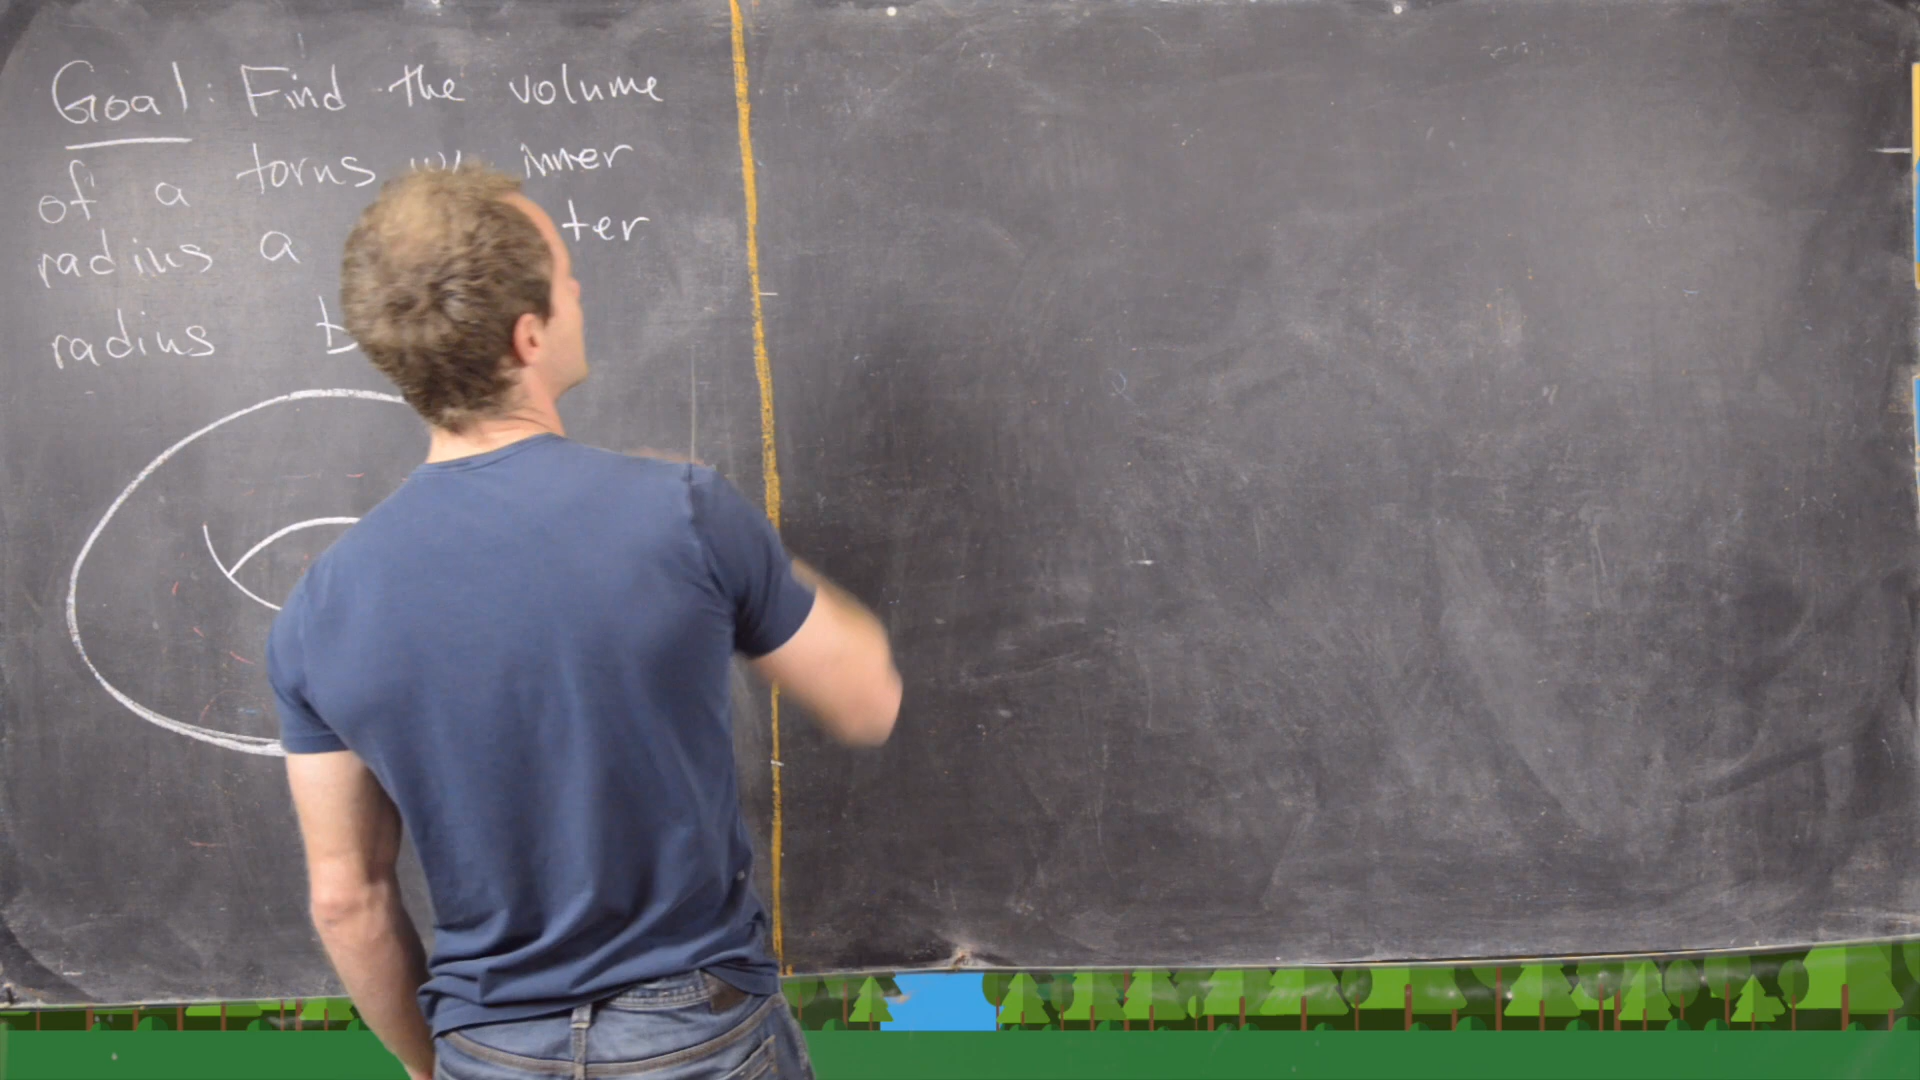 Goal: Find the volume
of a torus w/ inner
radius a ter
radius b